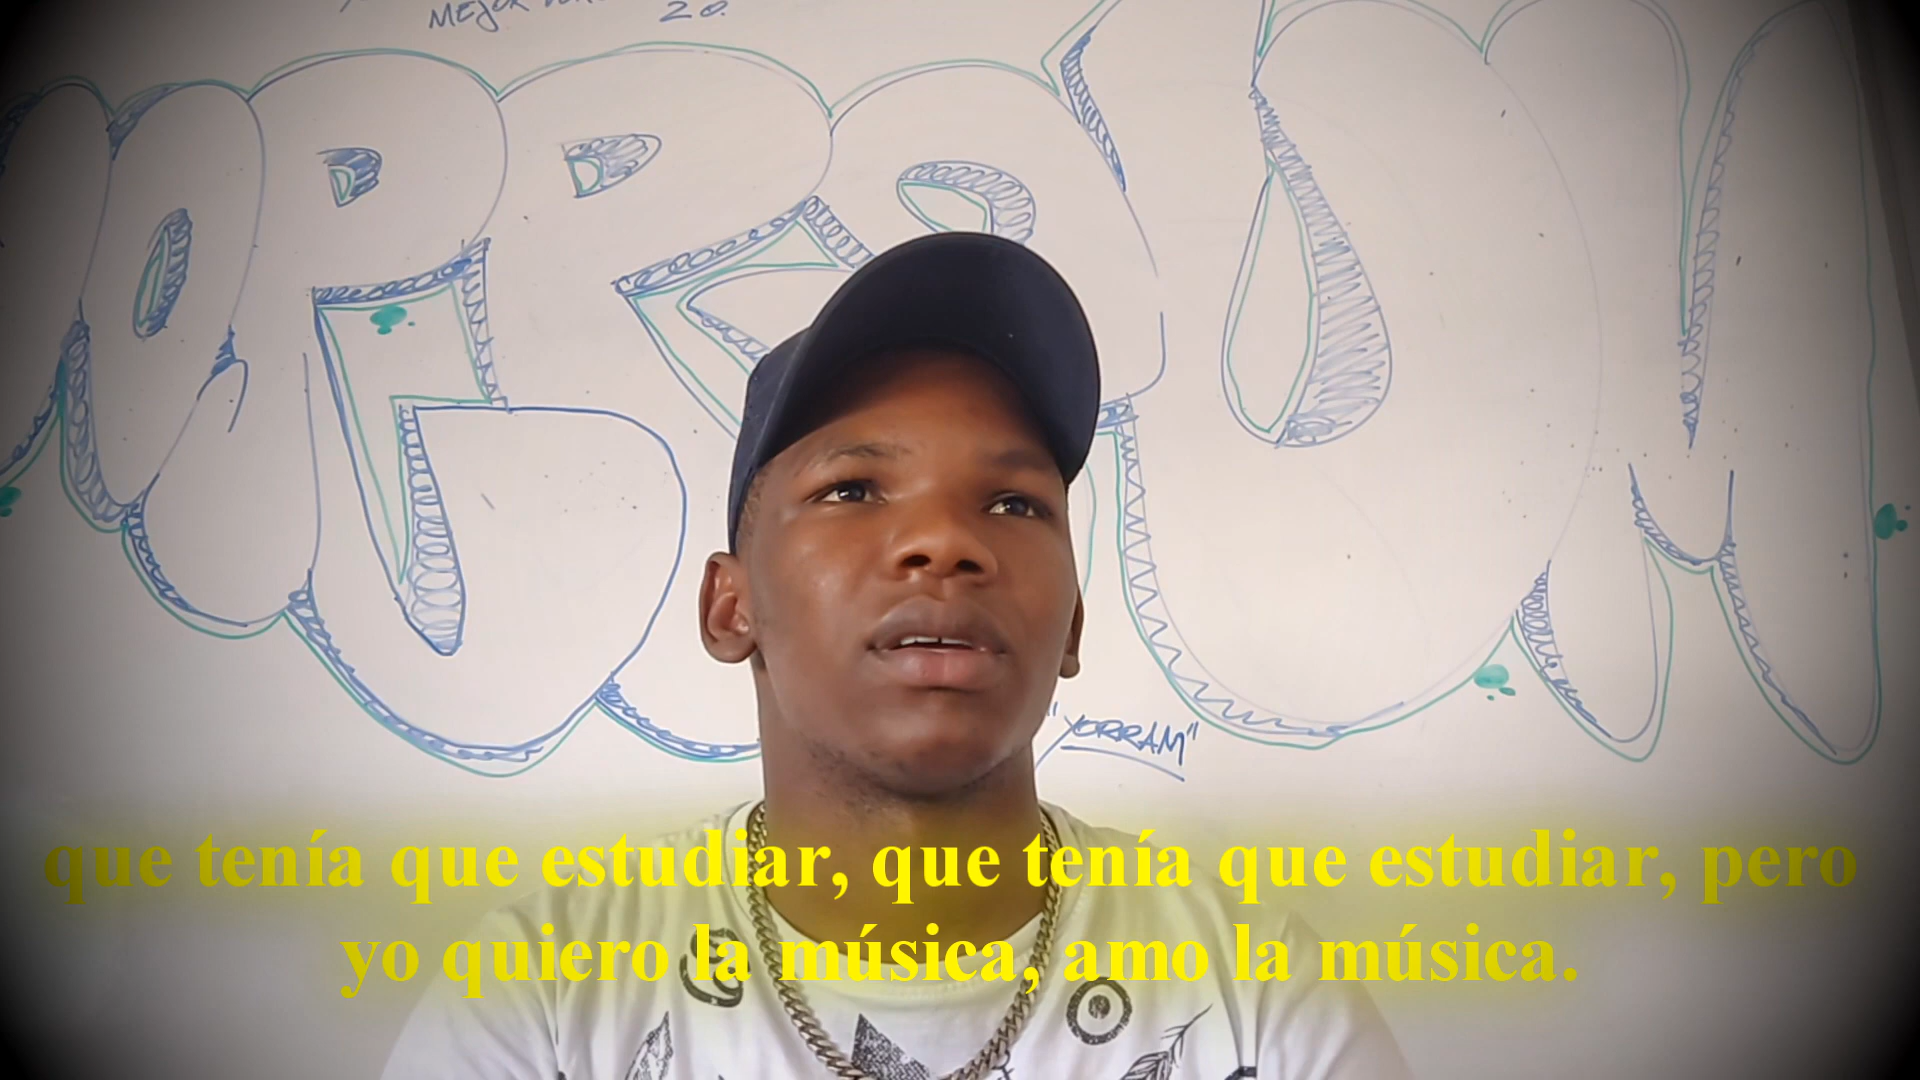 MEJOR
20.
"YORRAM"
que tenía que estudiar, que tenía que estudiar, pero
yo quiero la música, amo la música.